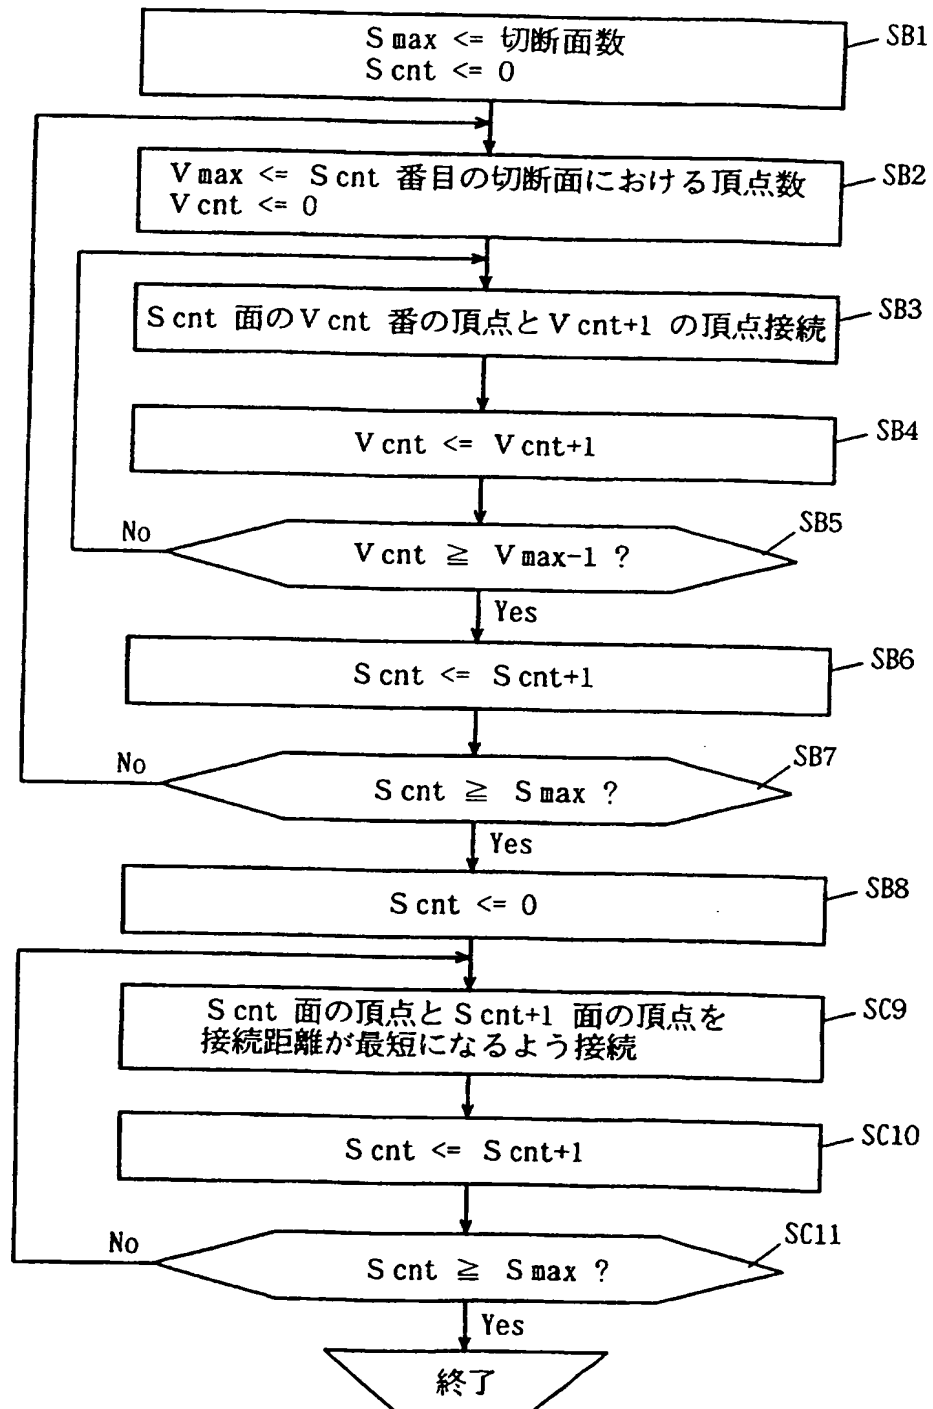 S max <= 切断面数
S cnt <= 0
SB1
V max <= S cnt 番目の切断面における頂点数
V cnt <= 0
SB2
S cnt 面のV cnt 番の頂点とV cnt+1 の頂点接続
SB3
V cnt <= V cnt+1
SB4
No
V cnt ≧ V max-1 ?
SB5
Yes
S cnt <= S cnt+1
SB6
No
S cnt ≧ S max ?
SB7
Yes
S cnt <= 0
SB8
S cnt 面の頂点とS cnt+1 面の頂点を
接続距離が最短になるよう接続
SC9
S cnt <= S cnt+1
SC10
No
S cnt ≧ S max ?
SC11
Yes
終了